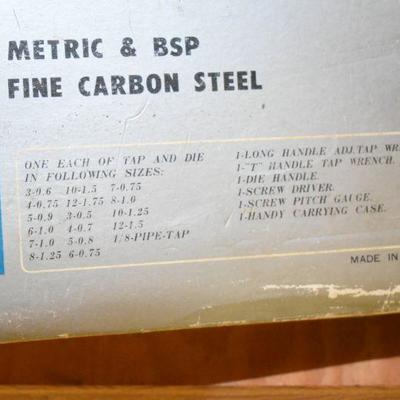 METRIC & BSP
FINE CARBON STEEL
ONE EACH OF TAP AND DIE
IN FOLLOWING SIZES:
3-0.6 10-1.5 7-0.75
4-0.75 12-1.75 8-1.0
5-0.9 3-0.5 10-1.25
6-1.0 4-0.7 12-1.5
7-1.0 5-0.8 1/8-PIPE-TAP
8-1.25 6-0.75
1-LONG HANDLE ADJ.TAP WR
1-"T" HANDLE TAP WRENCH.
1-DIE HANDLE.
1-SCREW DRIVER.
1-SCREW PITCH GAUGE.
1-HANDY CARRYING CASE.
MADE IN